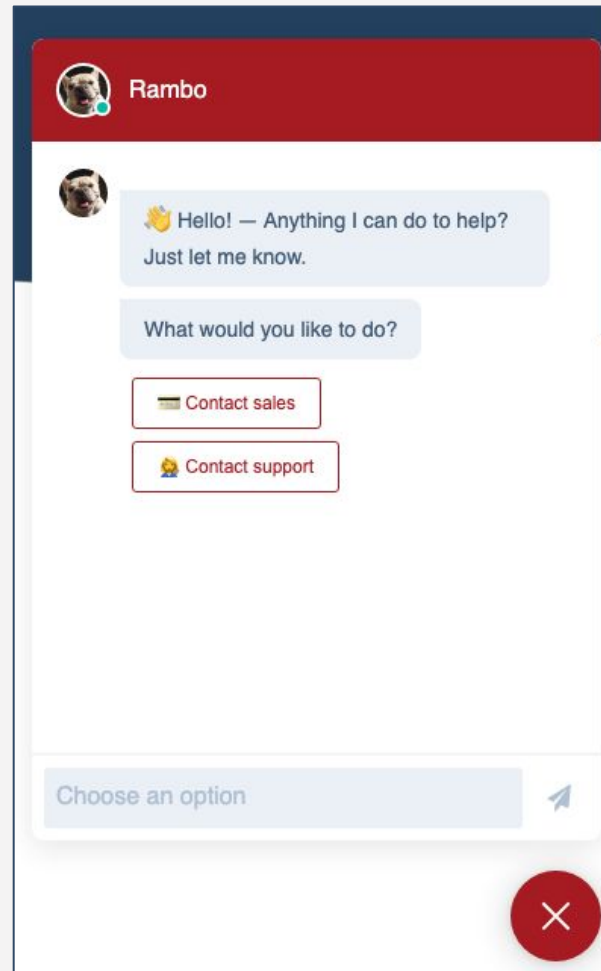 Rambo
👋 Hello! — Anything I can do to help?
Just let me know.
What would you like to do?
💳 Contact sales
🙋 Contact support
Choose an option